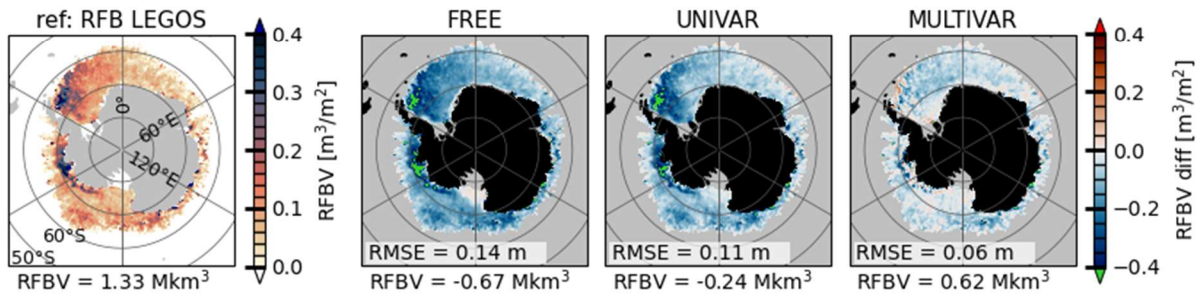 ref: RFB LEGOS
FREE
UNIVAR
MULTIVAR
0°
60°E
120°E
60°S
50°S
0.4
0.3
0.2
0.1
0.0
RFBV [m³/m²]
RMSE = 0.14 m
RMSE = 0.11 m
RMSE = 0.06 m
0.4
0.2
0.0
−0.2
−0.4
RFBV diff [m³/m²]
RFBV = 1.33 Mkm³
RFBV = -0.67 Mkm³
RFBV = -0.24 Mkm³
RFBV = 0.62 Mkm³